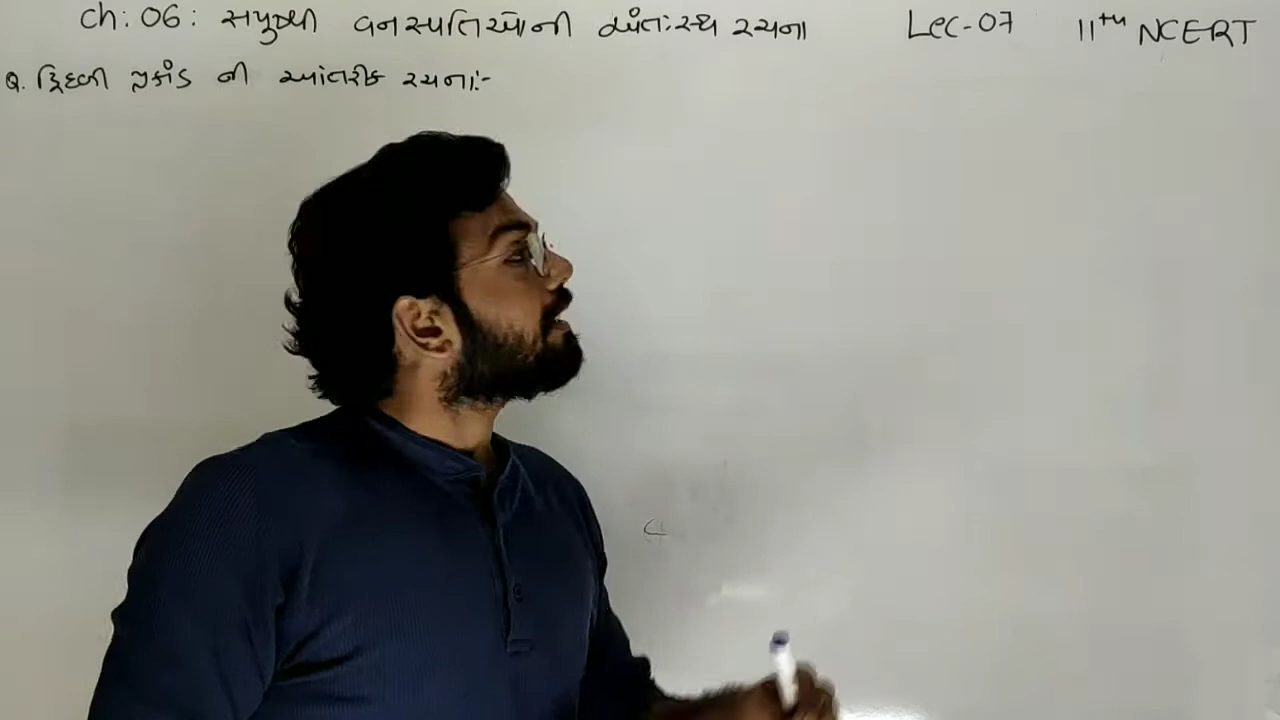 Ch: 06: સપુષ્પી વનસ્પતિઓની અંતઃસ્થ રચના Lec-07 11th NCERT
Q. દ્વિદળી પ્રકાંડ ની આંતરીક રચના:-